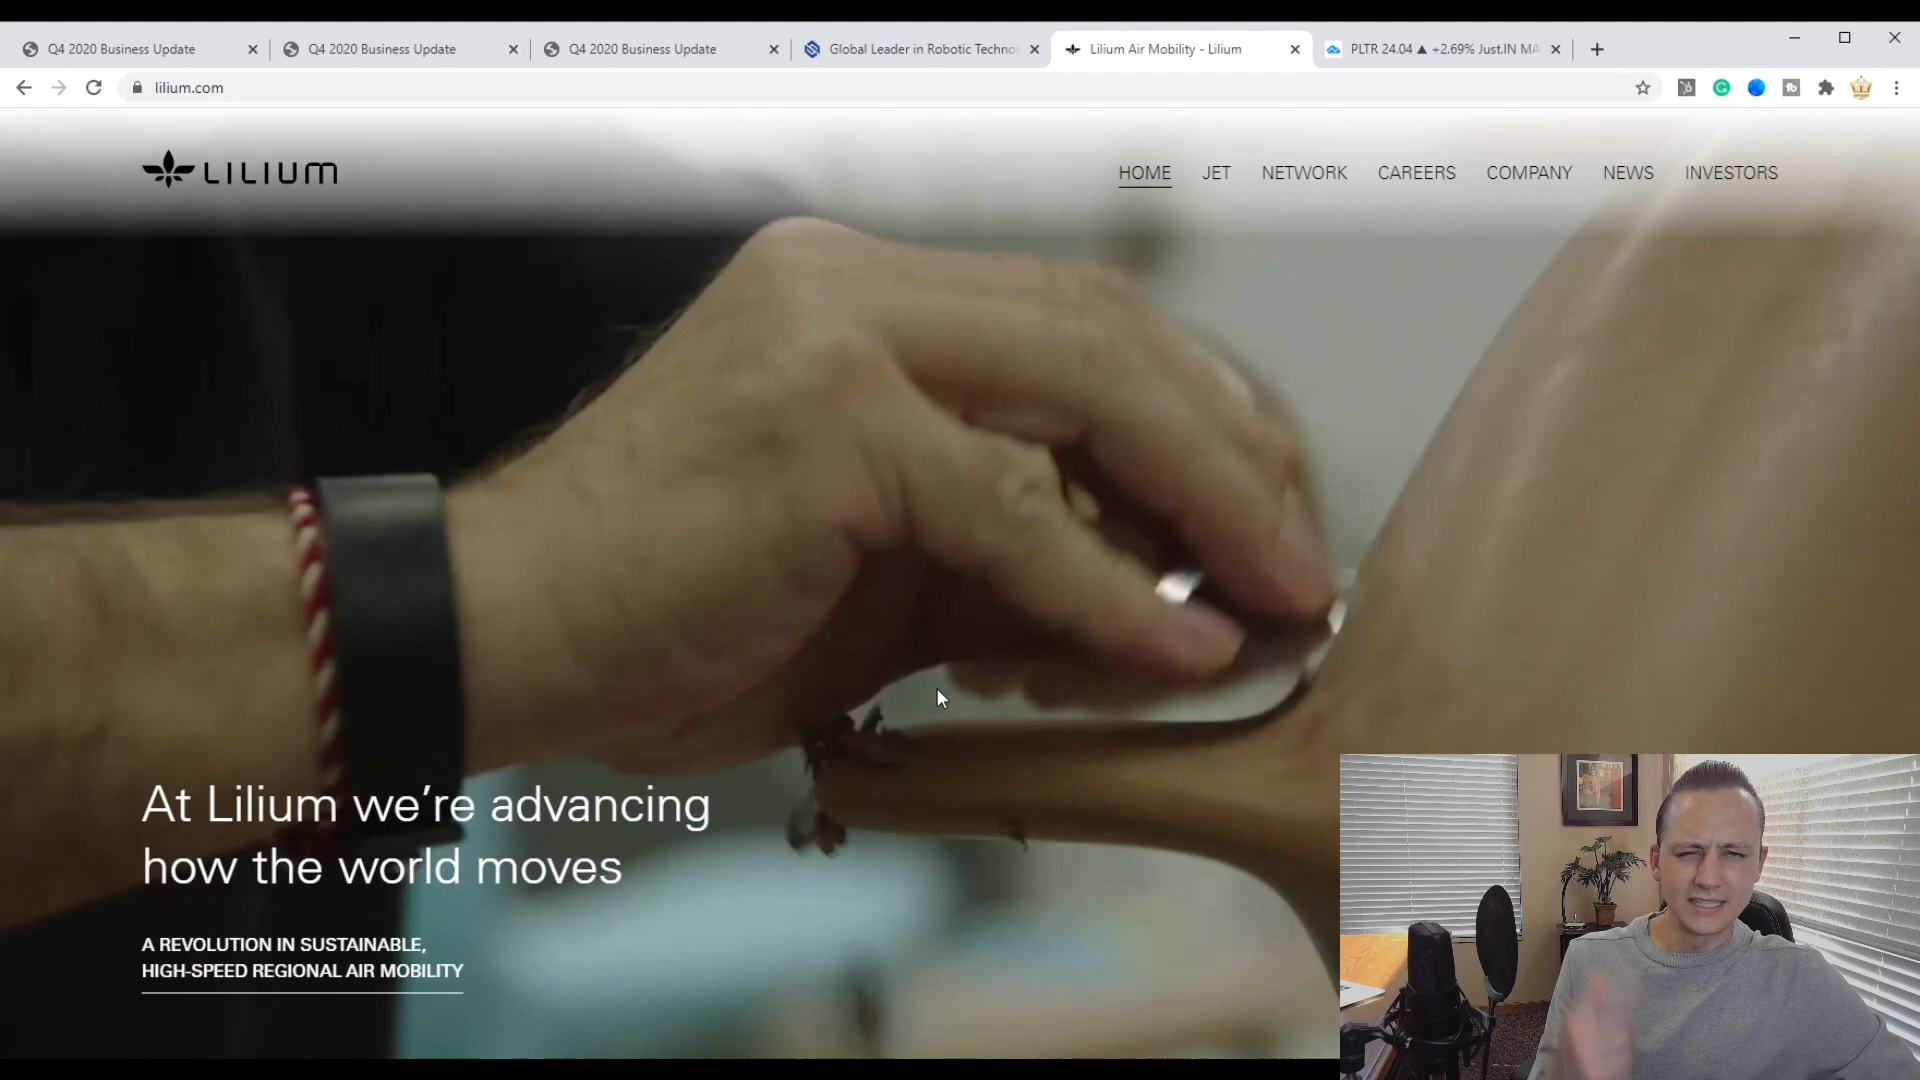 Q4 2020 Business Update
Q4 2020 Business Update
Q4 2020 Business Update
Global Leader in Robotic Techno
Lilium Air Mobility - Lilium
PLTR 24.04 ▲ +2.69% Just.IN MA
lilium.com
LILIUM
HOME
JET
NETWORK
CAREERS
COMPANY
NEWS
INVESTORS
At Lilium we're advancing
how the world moves
A REVOLUTION IN SUSTAINABLE,
HIGH-SPEED REGIONAL AIR MOBILITY